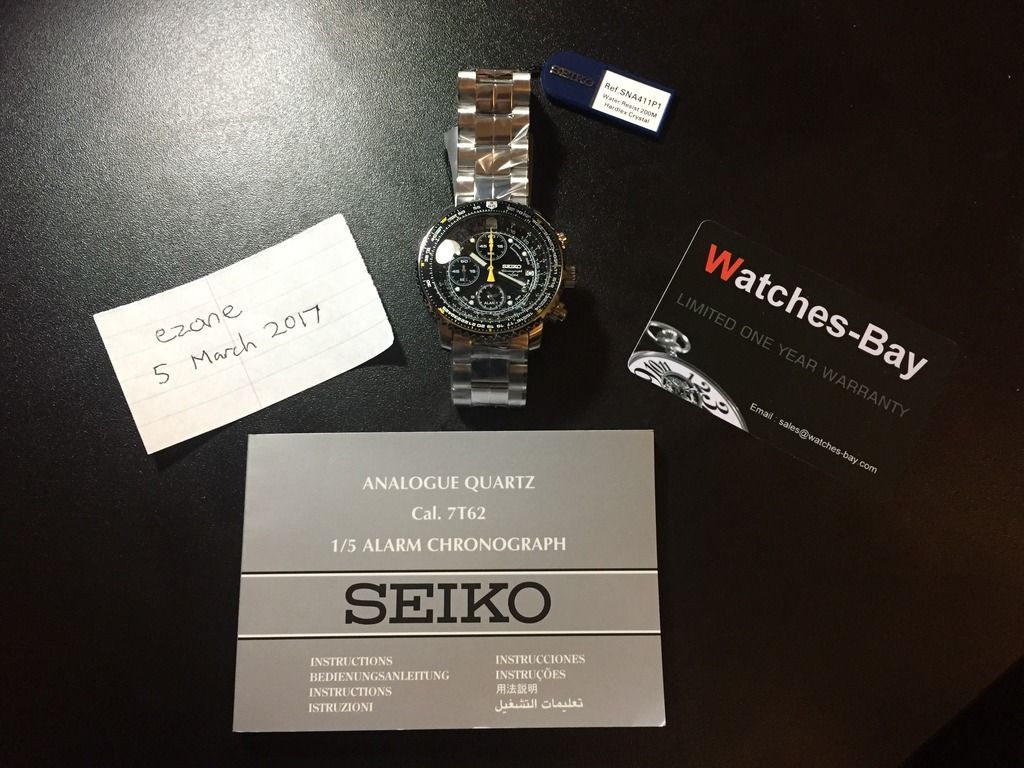 SEIKO
Ref.SNA411P1
Water Resist 200M
Hardlex Crystal
SEIKO
ezone
5 March 2017
Watches-Bay
LIMITED ONE YEAR WARRANTY
Email : sales@watches-bay.com
ANALOGUE QUARTZ
Cal. 7T62
1/5 ALARM CHRONOGRAPH
SEIKO
INSTRUCTIONS
BEDIENUNGSANLEITUNG
INSTRUCTIONS
ISTRUZIONI
INSTRUCCIONES
INSTRUÇÕES
用法説明
تعليمات التشغيل